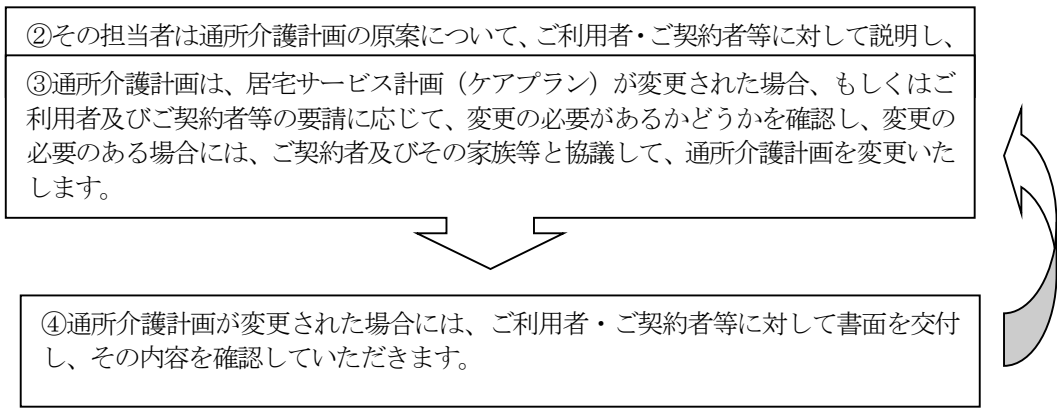 ②その担当者は通所介護計画の原案について、ご利用者・ご契約者等に対して説明し、
③通所介護計画は、居宅サービス計画（ケアプラン）が変更された場合、もしくはご
利用者及びご契約者等の要請に応じて、変更の必要があるかどうかを確認し、変更の
必要のある場合には、ご契約者及びその家族等と協議して、通所介護計画を変更いた
します。
④通所介護計画が変更された場合には、ご利用者・ご契約者等に対して書面を交付
し、その内容を確認していただきます。